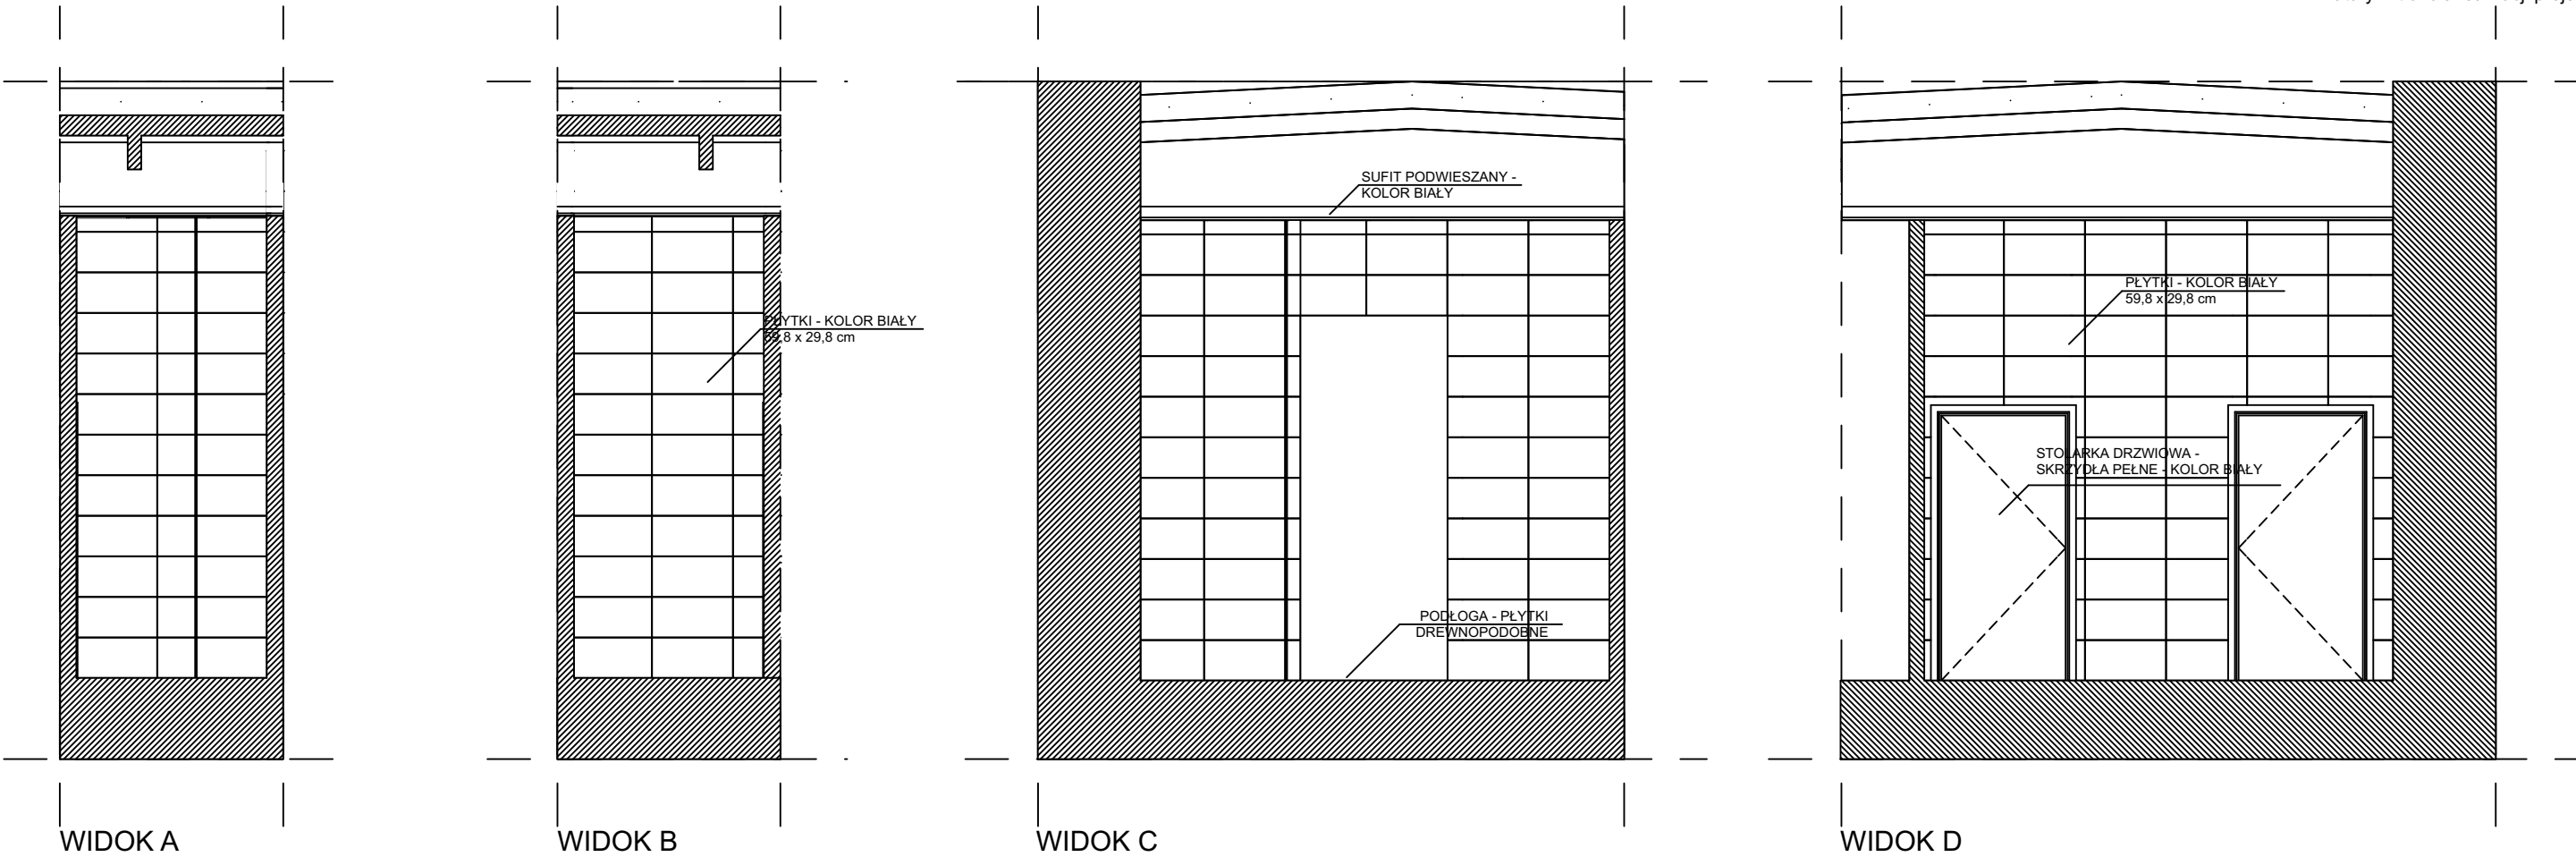 SUFIT PODWIESZANY -
KOLOR BIAŁY
PŁYTKI - KOLOR BIAŁY
59,8 x 29,8 cm
PŁYTKI - KOLOR BIAŁY
59,8 x 29,8 cm
STOLARKA DRZWIOWA -
SKRZYDŁA PEŁNE - KOLOR BIAŁY
PODŁOGA - PŁYTKI
DREWNOPODOBNE
WIDOK A
WIDOK B
WIDOK C
WIDOK D